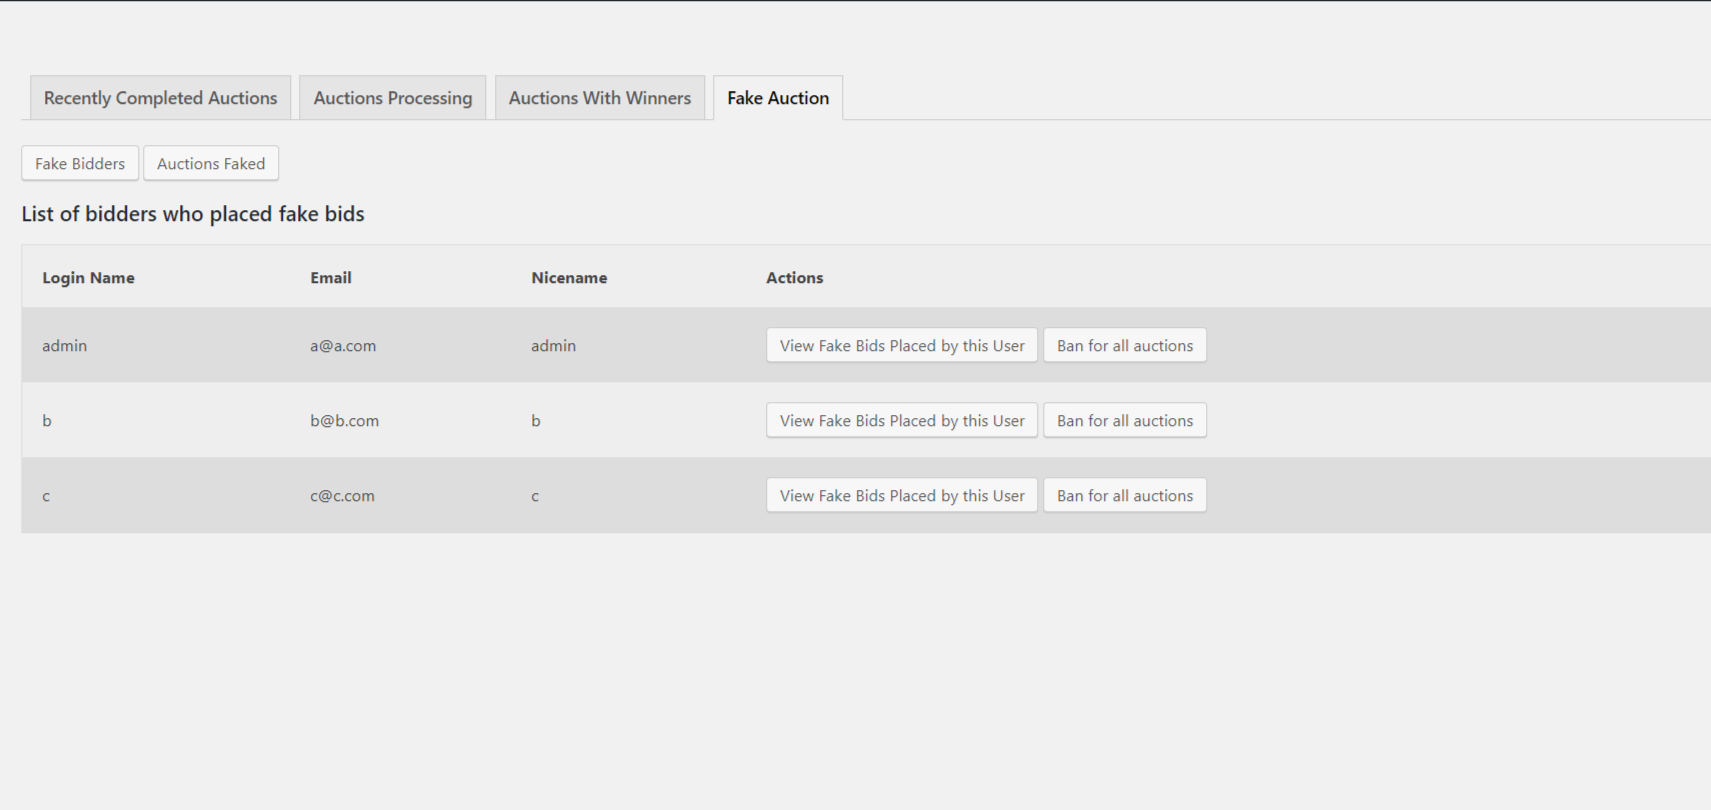 Recently Completed Auctions Auctions Processing Auctions With Winners Fake Auction
Fake Bidders Auctions Faked
List of bidders who placed fake bids
Login Name Email Nicename Actions
admin a@a.com admin View Fake Bids Placed by this User Ban for all auctions
b b@b.com b View Fake Bids Placed by this User Ban for all auctions
c c@c.com c View Fake Bids Placed by this User Ban for all auctions